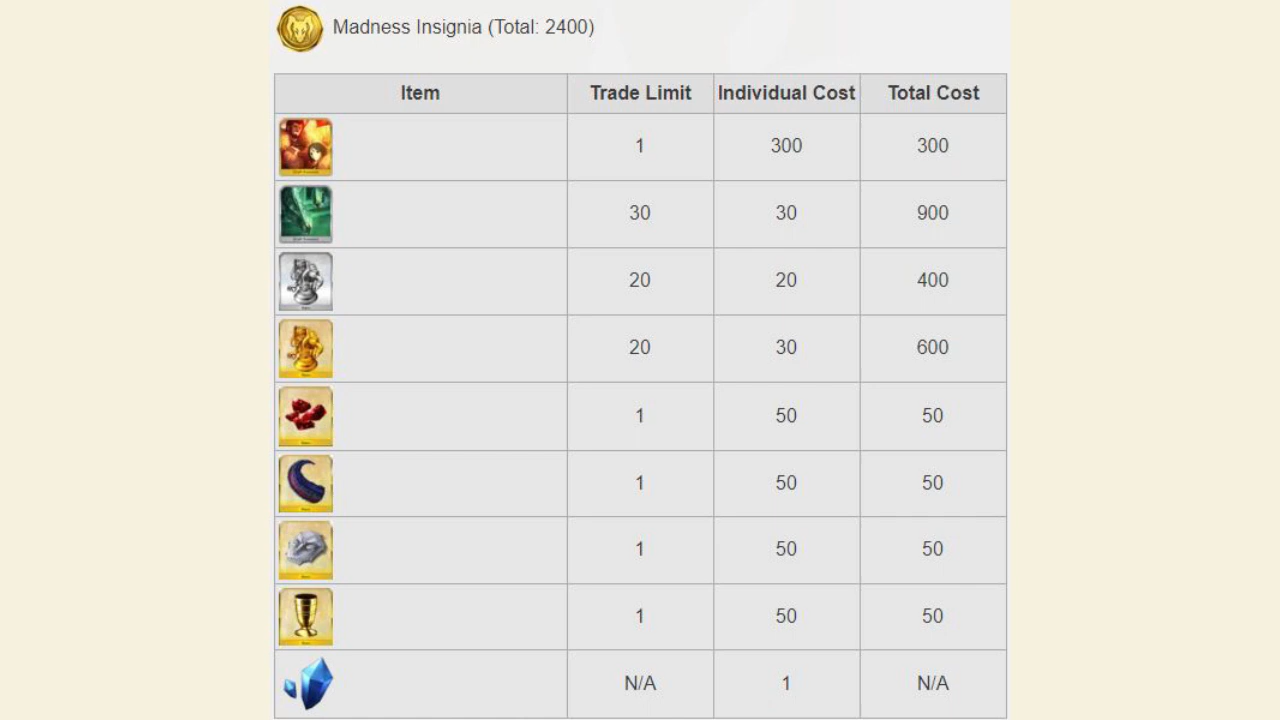 Madness Insignia (Total: 2400)
Item Trade Limit Individual Cost Total Cost
1 300 300
30 30 900
20 20 400
20 30 600
1 50 50
1 50 50
1 50 50
1 50 50
N/A 1 N/A